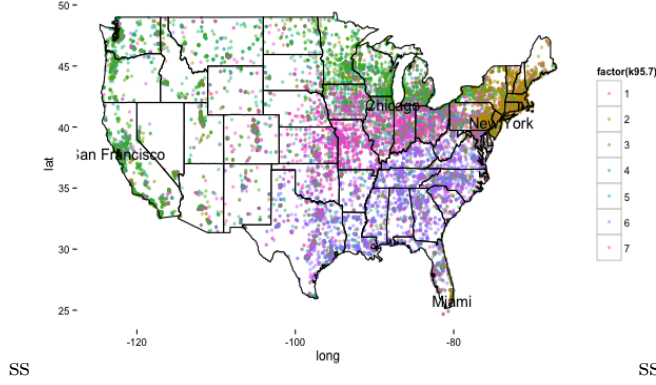 50
45
40
35
30
25
lat
Chicago
New York
San Francisco
Miami
-120
-100
-80
long
factor(k95.7)
1
2
3
4
5
6
7
ss
ss